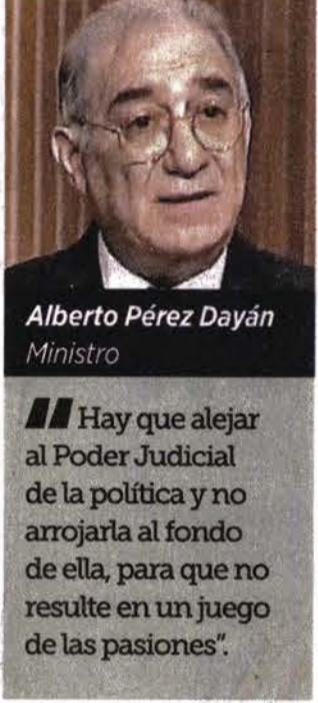 Alberto Pérez Dayán
Ministro
Hay que alejar
al Poder Judicial
de la política y no
arrojarla al fondo
de ella, para que no
resulte en un juego
de las pasiones”.